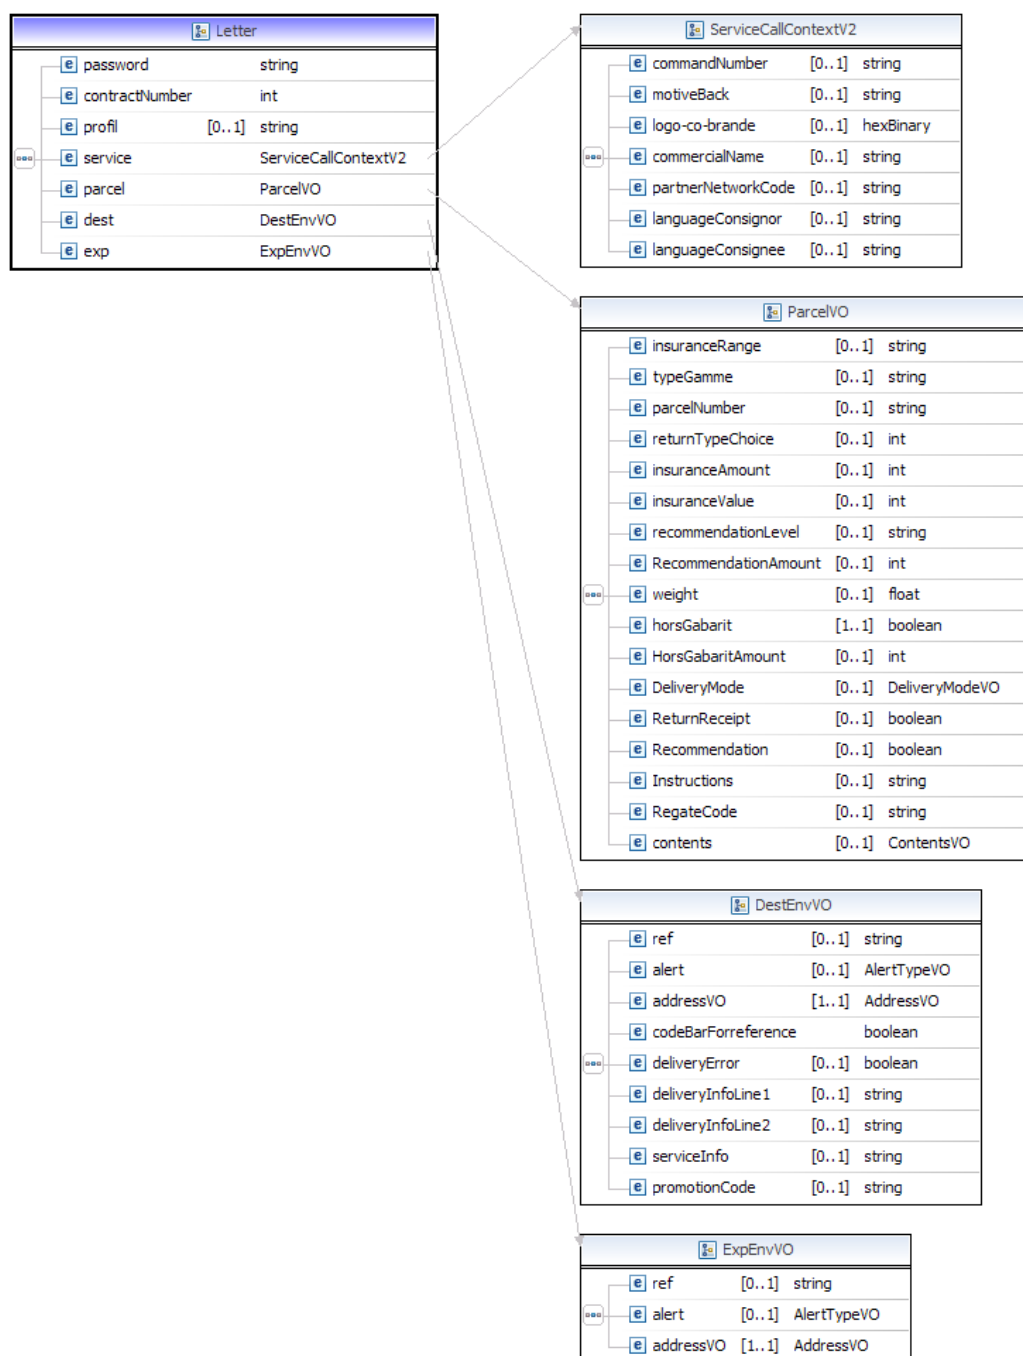 Letter
password string
contractNumber int
profil [0..1] string
service ServiceCallContextV2
parcel ParcelVO
dest DestEnvVO
exp ExpEnvVO
ServiceCallContextV2
commandNumber [0..1] string
motiveBack [0..1] string
logo-co-brande [0..1] hexBinary
commercialName [0..1] string
partnerNetworkCode [0..1] string
languageConsignor [0..1] string
languageConsignee [0..1] string
ParcelVO
insuranceRange [0..1] string
typeGamme [0..1] string
parcelNumber [0..1] string
returnTypeChoice [0..1] int
insuranceAmount [0..1] int
insuranceValue [0..1] int
recommendationLevel [0..1] string
RecommendationAmount [0..1] int
weight [0..1] float
horsGabarit [1..1] boolean
HorsGabaritAmount [0..1] int
DeliveryMode [0..1] DeliveryModeVO
ReturnReceipt [0..1] boolean
Recommendation [0..1] boolean
Instructions [0..1] string
RegateCode [0..1] string
contents [0..1] ContentsVO
DestEnvVO
ref [0..1] string
alert [0..1] AlertTypeVO
addressVO [1..1] AddressVO
codeBarForreference boolean
deliveryError [0..1] boolean
deliveryInfoLine1 [0..1] string
deliveryInfoLine2 [0..1] string
serviceInfo [0..1] string
promotionCode [0..1] string
ExpEnvVO
ref [0..1] string
alert [0..1] AlertTypeVO
addressVO [1..1] AddressVO